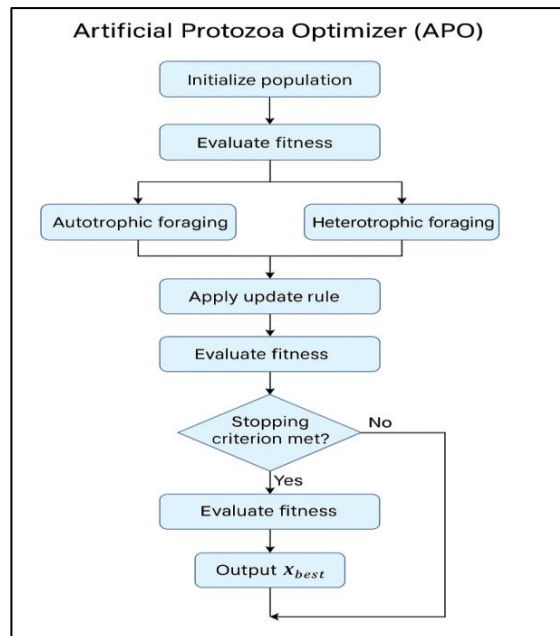 Artificial Protozoa Optimizer (APO)
Initialize population
Evaluate fitness
Autotrophic foraging
Heterotrophic foraging
Apply update rule
Evaluate fitness
Stopping
criterion met?
No
Yes
Evaluate fitness
Output x_best